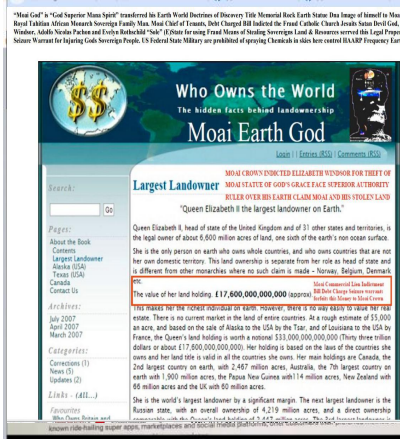 "Moai God" is "God Superior Mana Spirit" transferred his Earth World Doctrines of Discovery Title Memorial Rock Earth Statue Dna Image of himself to Moai
Royal Tahitian African Monarch Sovereign Family Man. Moai Chief of Tenants, Debt Charged Bill Indicted the Fraud Catholic Church Jesuits Satan Devil God,
Windsor, Adolfo Nicolas Pachon and Evelyn Rothschild "Sole" (E)State for using Fraud Means of Stealing Sovereigns Land & Resources serrved this Legal Proper
Seizure Warrant for Injuring Gods Sovereign People, US Federal State Military are prohibited of spraying Chemicals in skies here control HAARP Frequency Eart
$$
Who Owns the World
The hidden facts behind landownership
Moai Earth God
Login | | Entries (RSS) | Comments (RSS)
Search:
Go
Pages:
About the Book
Contents
Largest Landowner
Alaska (USA)
Texas (USA)
Canada
Contact Us
Archives:
July 2007
April 2007
March 2007
Categories:
Corrections (1)
News (5)
Updates (2)
Links - (ALL...)
Favourites
Who Owns Britain and
Largest Landowner
MOAI CROWN INDICTED ELIZABETH WINDSOR FOR THEFT OF
MOAI STATUE OF GOD'S GRACE FACE SUPERIOR AUTHORITY
RULER OVER HIS EARTH CLAIM MOAI AND HIS STOLEN LAND
"Queen Elizabeth II the largest landowner on Earth."
Queen Elizabeth II, head of state of the United Kingdom and of 31 other states and territories, is
the legal owner of about 6,600 million acres of land, one sixth of the earth's non ocean surface.
She is the only person on earth who owns whole countries, and who owns countries that are not
her own domestic territory. This land ownership is separate from her role as head of state and
is different from other monarchies where no such claim is made - Norway, Belgium, Denmark
etc.
The value of her land holding. £17,600,000,000,000 (approx)
Moai Commercial Lien Indictment
Bill Debt Charge Seizure warrants
forfeits this Money to Moai Crown
This makes her the richest individual on earth. However, there is no way easily to value her real
estate. There is no current market in the land of entire countries. At a rough estimate of $5,000
an acre, and based on the sale of Alaska to the USA by the Tsar, and of Louisiana to the USA by
France, the Queen's land holding is worth a notional $33,000,000,000,000 (Thirty three trillion
dollars or about £17,600,000,000,000). Her holding is based on the laws of the countries she
owns and her land title is valid in all the countries she owns. Her main holdings are Canada, the
2nd largest country on earth, with 2,467 million acres, Australia, the 7th largest country on
earth with 1,900 million acres, the Papua New Guinea with114 million acres, New Zealand with
66 million acres and the UK with 60 million acres.
She is the world's largest landowner by a significant margin. The next largest landowner is the
Russian state, with an overall ownership of 4,219 million acres, and a direct ownership
known ride-hailing super apps, marketplaces and social media